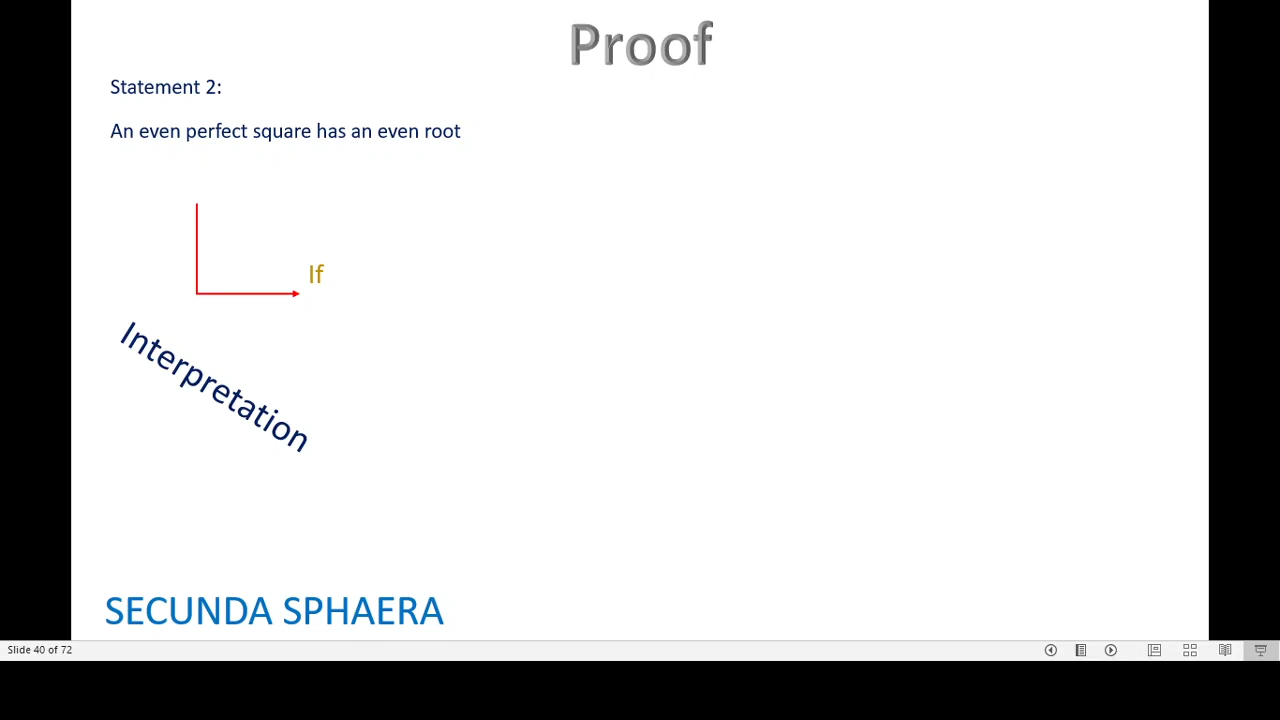 Proof
Statement 2:
An even perfect square has an even root
If
Interpretation
SECUNDA SPHAERA
Slide 40 of 72